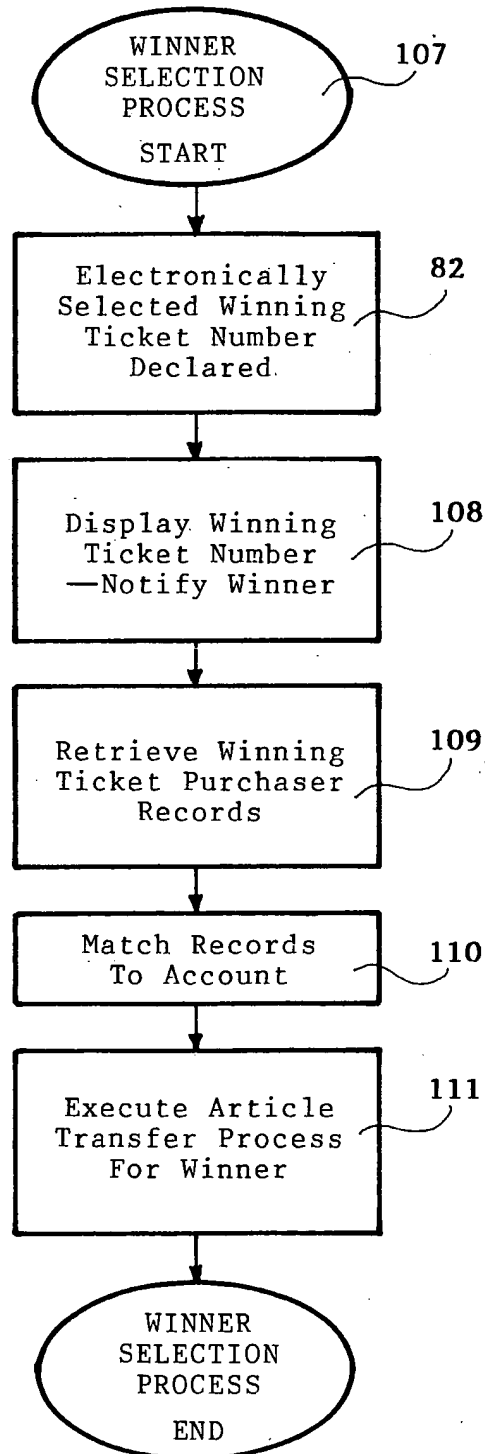 WINNER
SELECTION
PROCESS
START
107
Electronically
Selected Winning
Ticket Number
Declared
82
Display Winning
Ticket Number
—Notify Winner
108
Retrieve Winning
Ticket Purchaser
Records
109
Match Records
To Account
110
Execute Article
Transfer Process
For Winner
111
WINNER
SELECTION
PROCESS
END